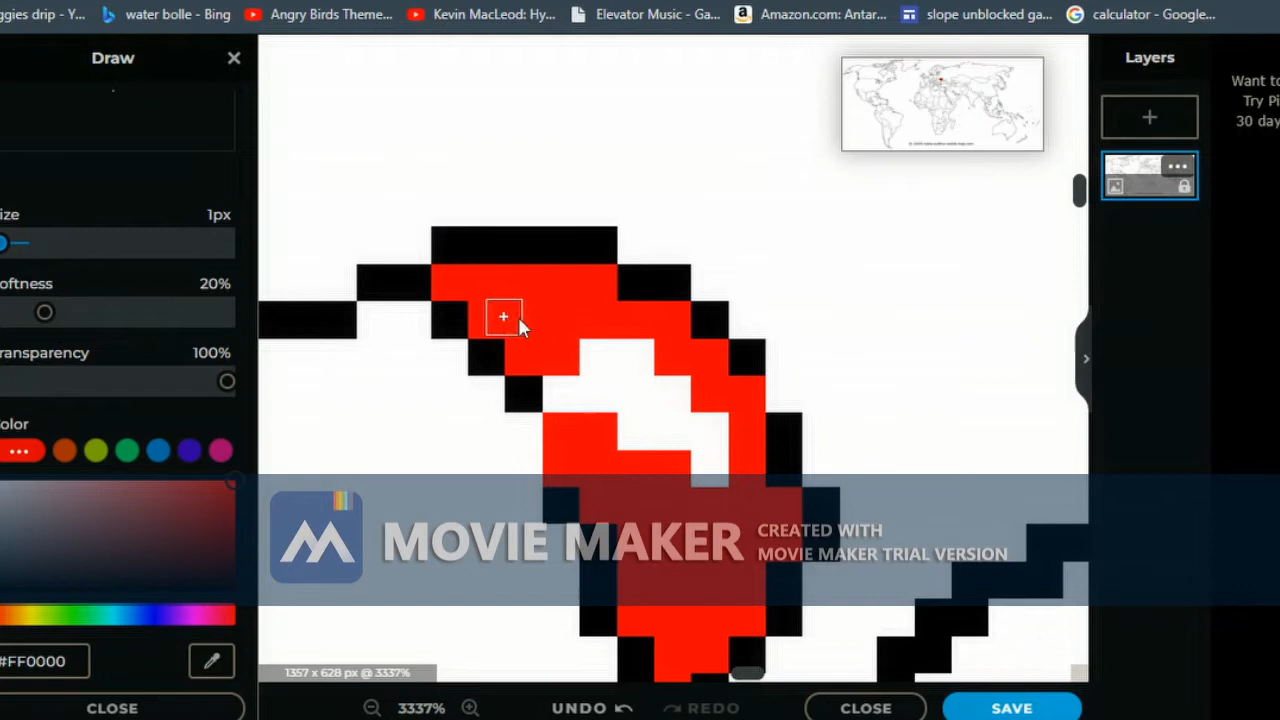 ggies drip - Y...
water bolle - Bing
Angry Birds Theme...
Kevin MacLeod: Hy...
Elevator Music - Ga...
Amazon.com: Antar...
slope unblocked ga...
calculator - Google...
Draw
Layers
Want to
Try Pi
30 day
ize
1px
oftness
20%
ransparency
100%
olor
MOVIE MAKER
CREATED WITH
MOVIE MAKER TRIAL VERSION
#FF0000
1357 x 628 px @ 3337%
CLOSE
3337%
UNDO
REDO
CLOSE
SAVE